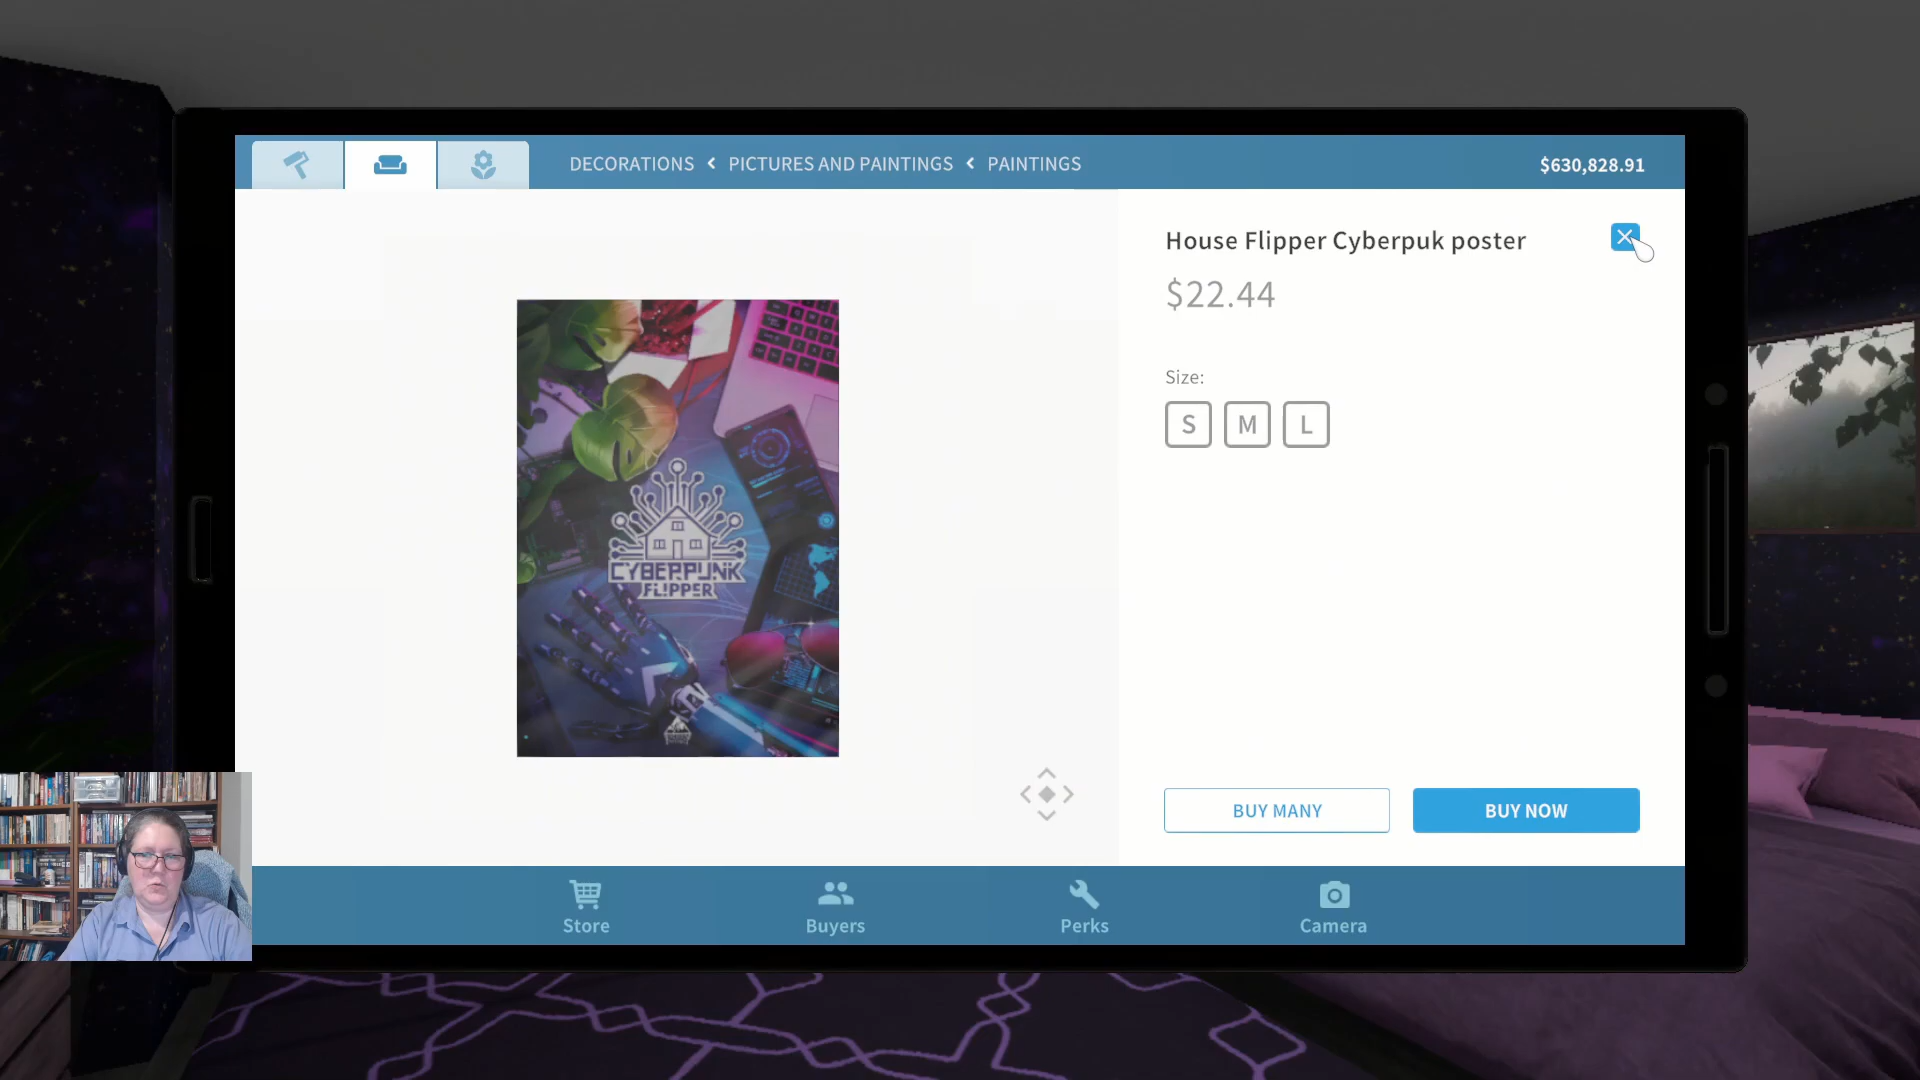 DECORATIONS < PICTURES AND PAINTINGS < PAINTINGS
$630,828.91
House Flipper Cyberpuk poster
$22.44
Size:
S M L
CYBERPUNK
FLIPPER
BUY MANY
BUY NOW
Store
Buyers
Perks
Camera